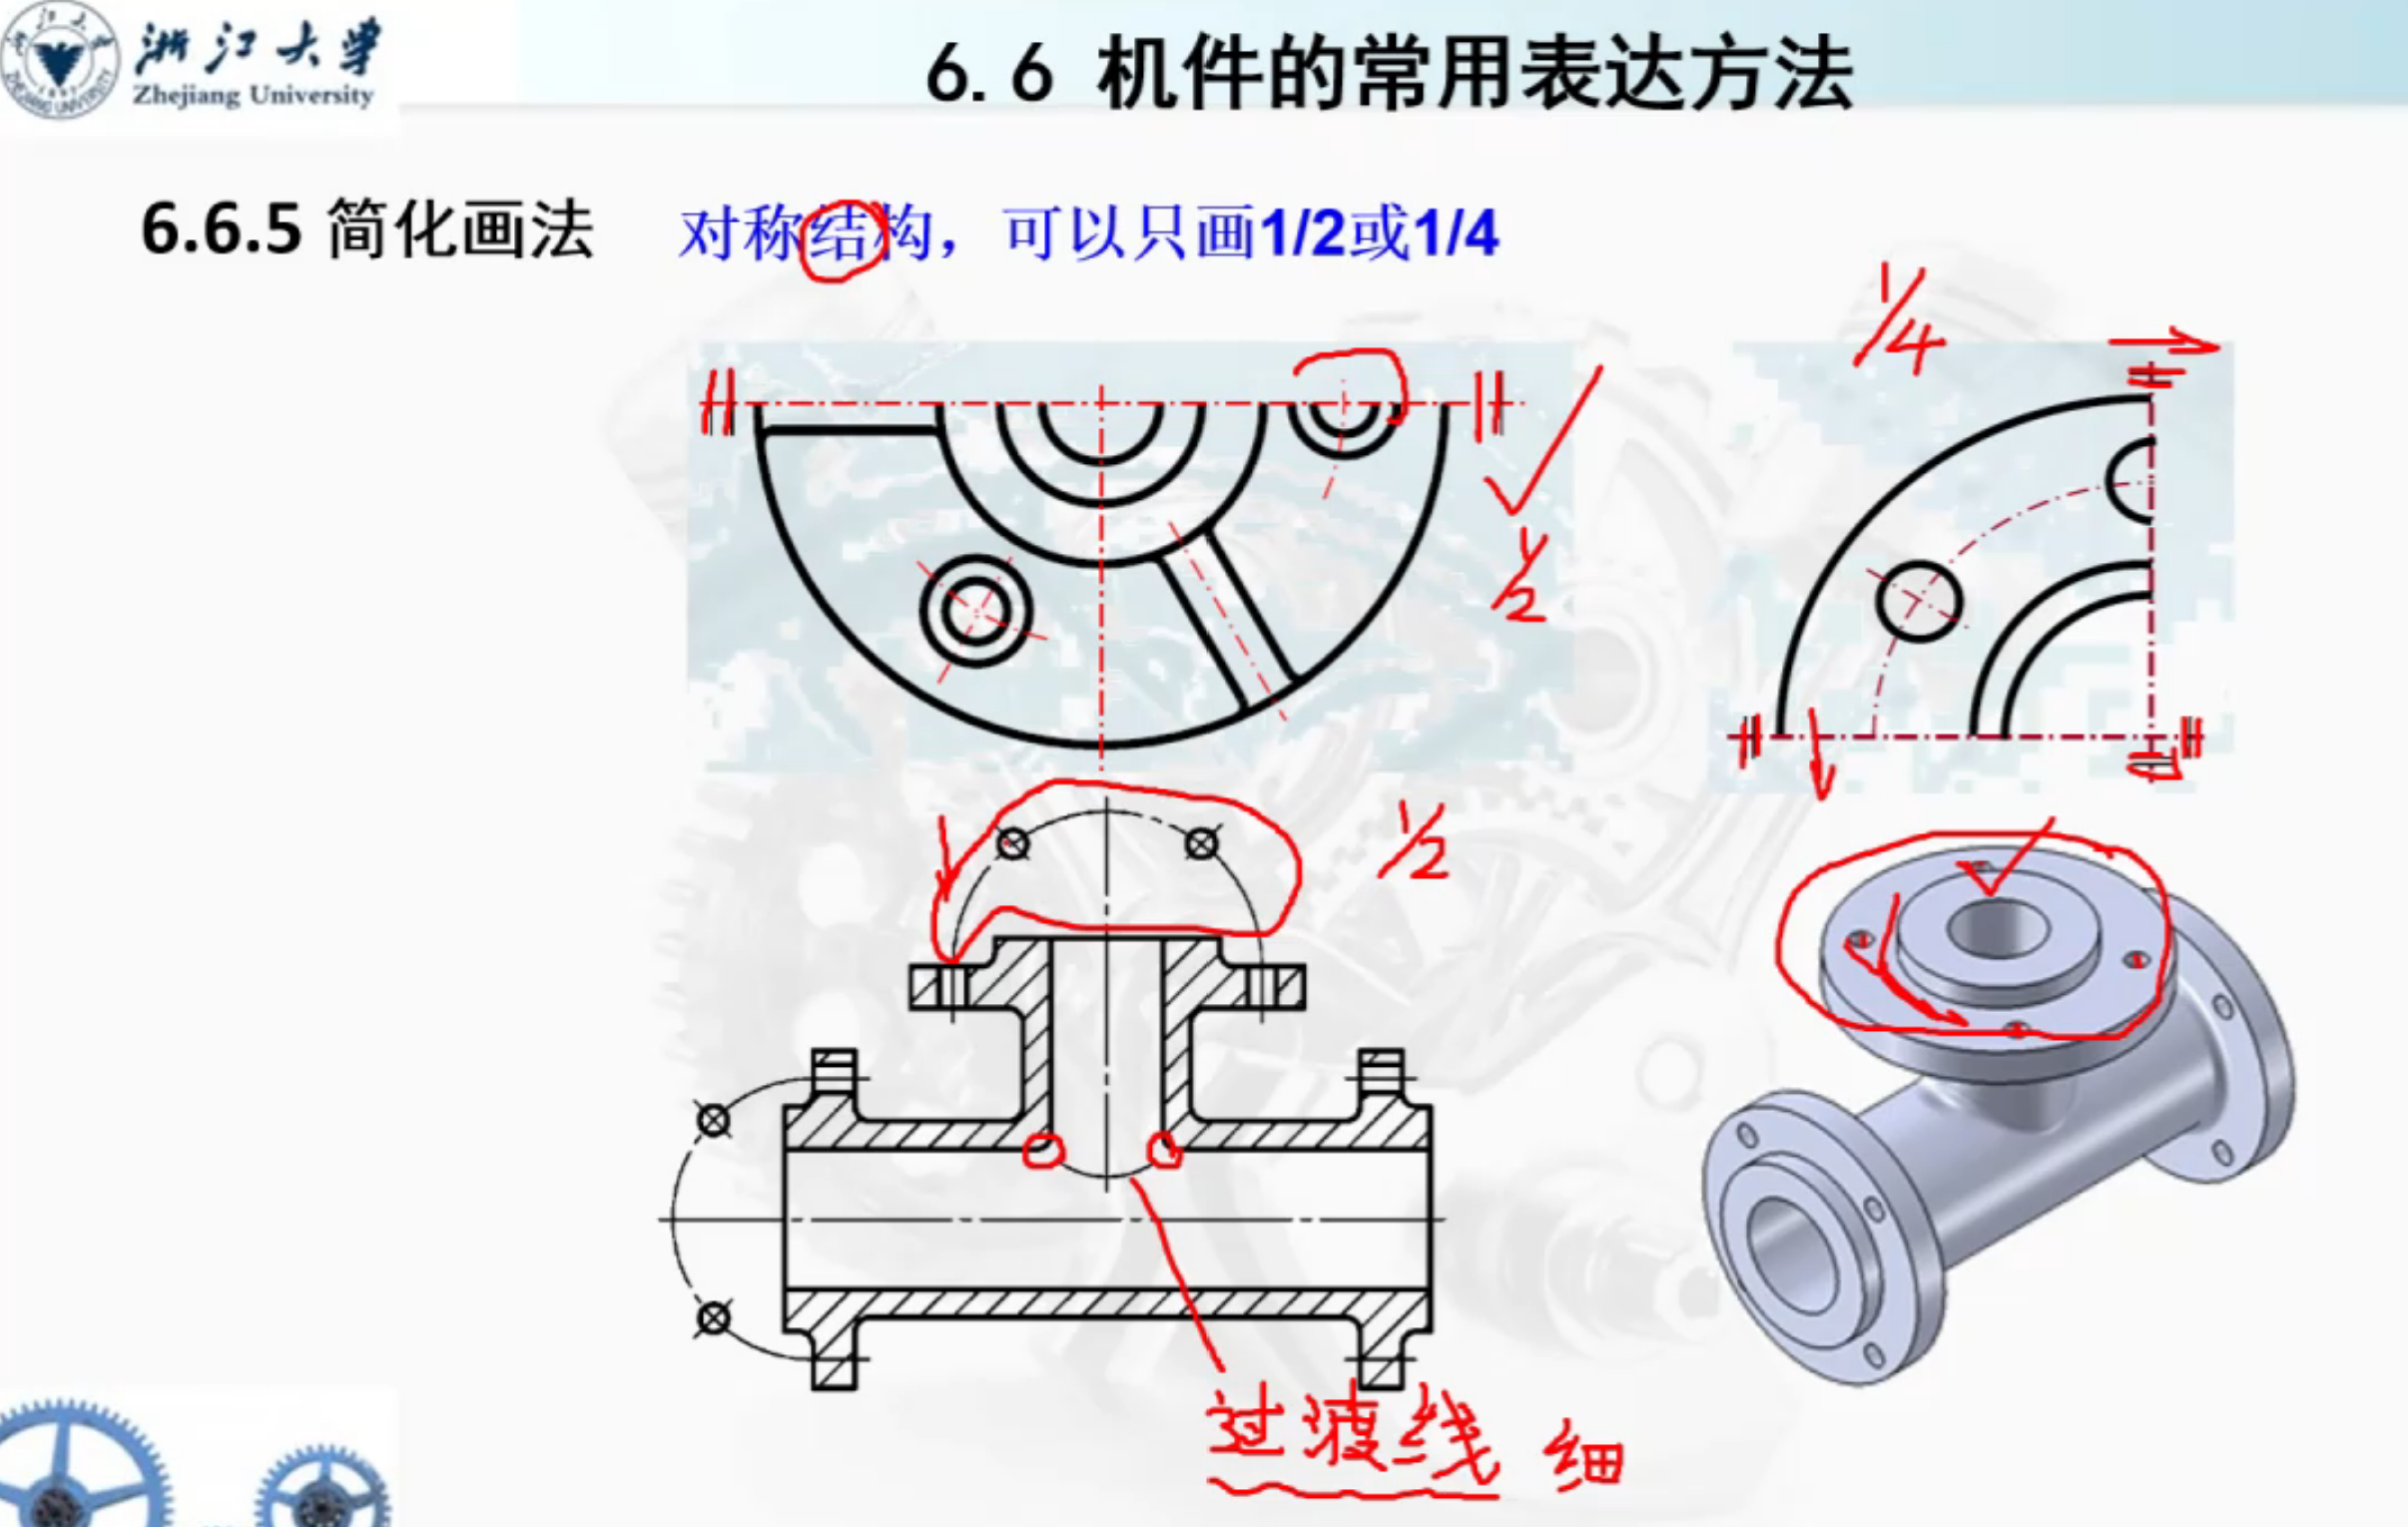 浙江大学
Zhejiang University
6.6 机件的常用表达方法
6.6.5 简化画法 对称结构，可以只画1/2或1/4
1/4
1/2
1/2
过渡线 细